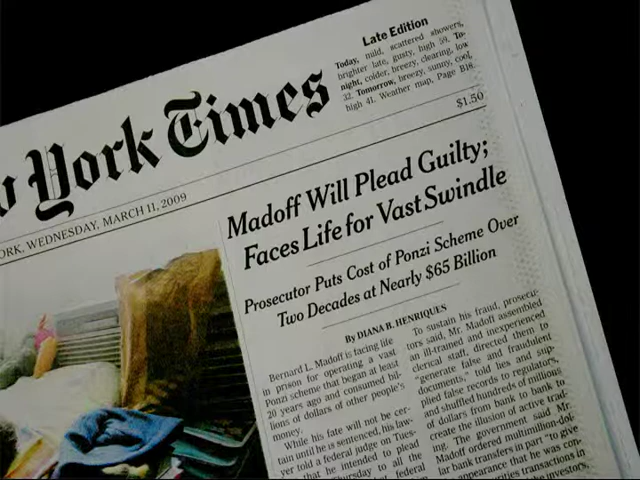 York Times
Late Edition
Today, mild, scattered showers,
brighter late, gusty, high 59. To-
night, colder, breezy, clearing, low
32. Tomorrow, breezy, sunny, cool,
high 41. Weather map, Page B18.
$1.50
ORK, WEDNESDAY, MARCH 11, 2009
Madoff Will Plead Guilty;
Faces Life for Vast Swindle
Prosecutor Puts Cost of Ponzi Scheme Over
Two Decades at Nearly $65 Billion
By DIANA B. HENRIQUES
Bernard L. Madoff is facing life
in prison for operating a vast
Ponzi scheme that began at least
20 years ago and consumed bil-
lions of dollars of other people's
money.
While his fate will not be cer-
tain until he is sentenced, his law-
yer told a federal judge on Tues-
that he intended to plead
Thursday to all the
federal
To sustain his fraud, prosecu-
tors said, Mr. Madoff assembled
an ill-trained and inexperienced
clerical staff, directed them to
"generate false and fraudulent
documents," told lies and sup-
plied false records to regulators,
and shuffled hundreds of millions
of dollars from bank to bank to
create the illusion of active trad-
ing. The government said Mr.
Madoff ordered multimillion-dol-
lar bank transfers in part "to give
appearance that he was con-
securities transactions in
the investors,